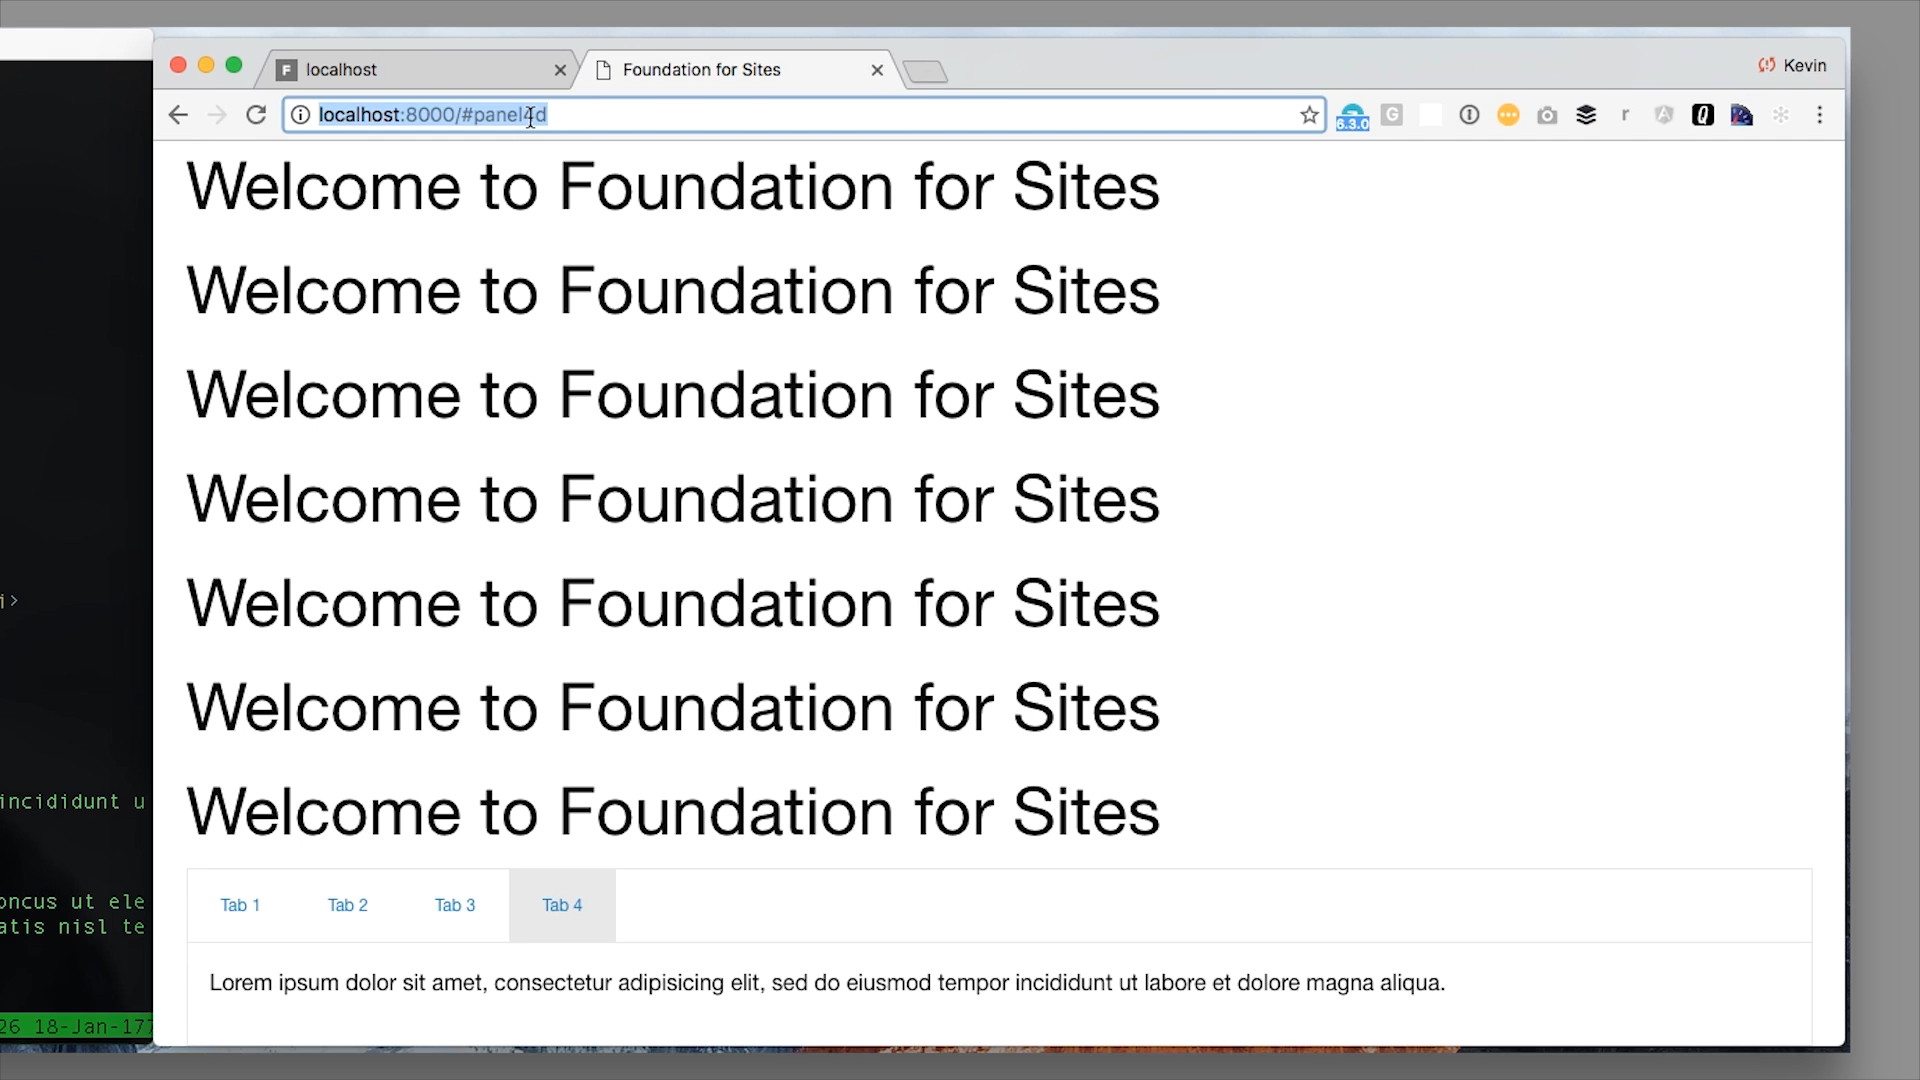 F localhost
Foundation for Sites
Kevin
localhost:8000/#panel4d
6.3.0
G
r
Q
Welcome to Foundation for Sites
Welcome to Foundation for Sites
Welcome to Foundation for Sites
Welcome to Foundation for Sites
Welcome to Foundation for Sites
Welcome to Foundation for Sites
Welcome to Foundation for Sites
Tab 1 Tab 2 Tab 3 Tab 4
Lorem ipsum dolor sit amet, consectetur adipisicing elit, sed do eiusmod tempor incididunt ut labore et dolore magna aliqua.
i>
incididunt u
oncus ut ele
atis nisl te
26 18-Jan-17